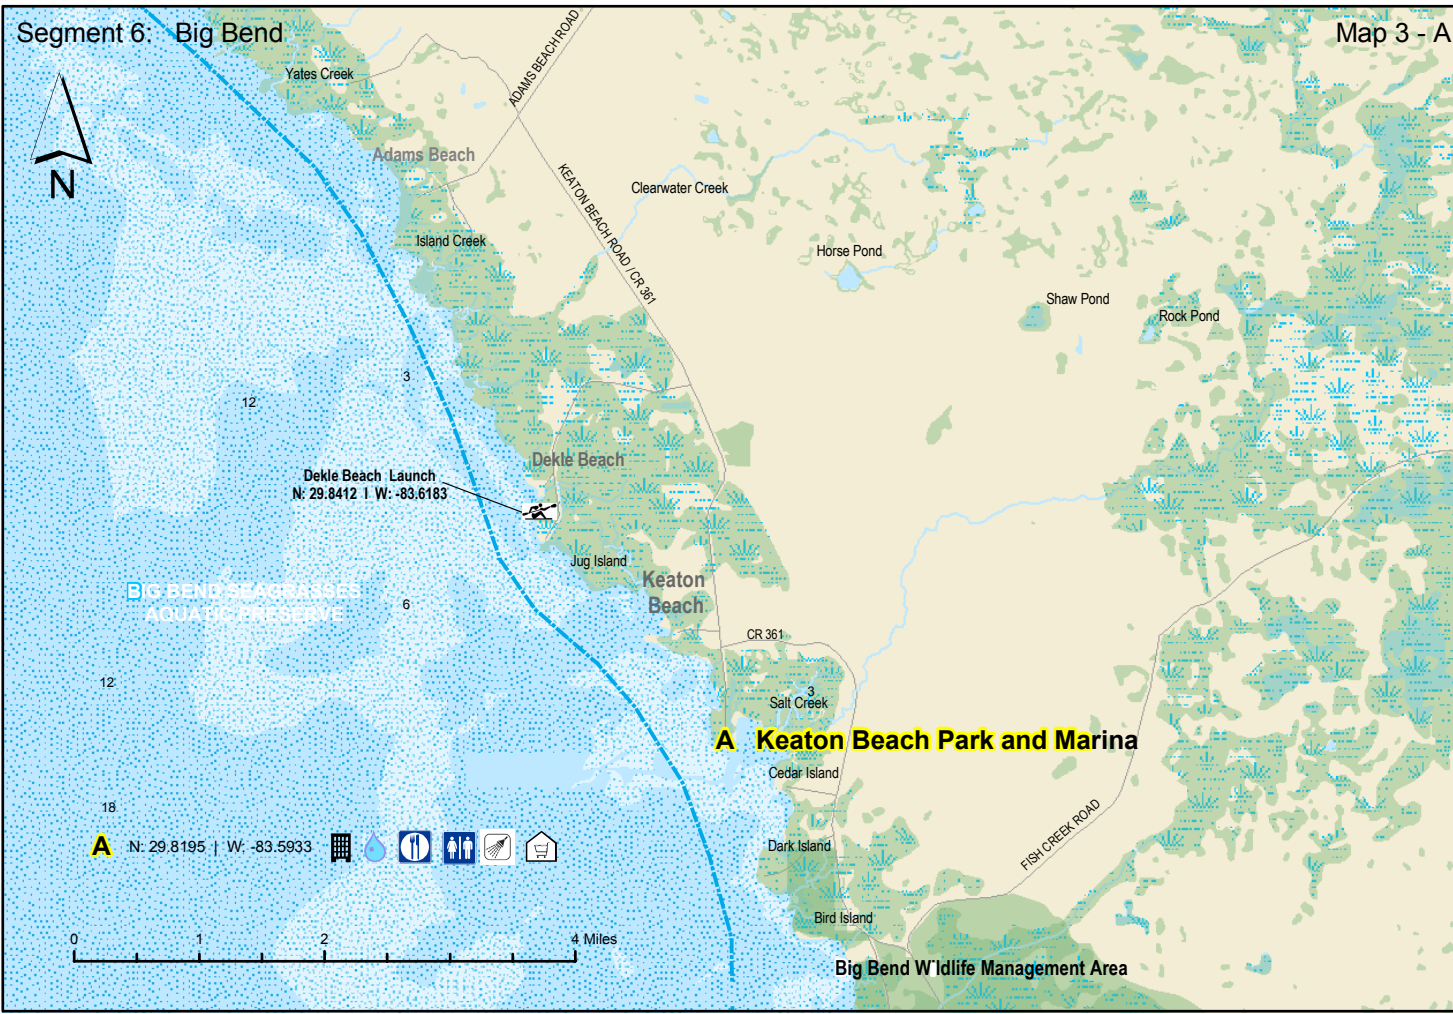 Segment 6: Big Bend
Map 3 - A
Yates Creek
ADAMS BEACH ROAD
N
Adams Beach
KEATON BEACH ROAD / CR 361
Clearwater Creek
Island Creek
Horse Pond
Shaw Pond
Rock Pond
3
12
Dekle Beach
Dekle Beach Launch
N: 29.8412 I W: -83.6183
Jug Island
Keaton
Beach
BIG BEND SEAGRASSES
AQUATIC PRESERVE
6
CR 361
12
3
Salt Creek
A Keaton Beach Park and Marina
Cedar Island
18
A N: 29.8195 | W: -83.5933
Dark Island
FISH CREEK ROAD
Bird Island
0 1 2 4 Miles
Big Bend Wildlife Management Area